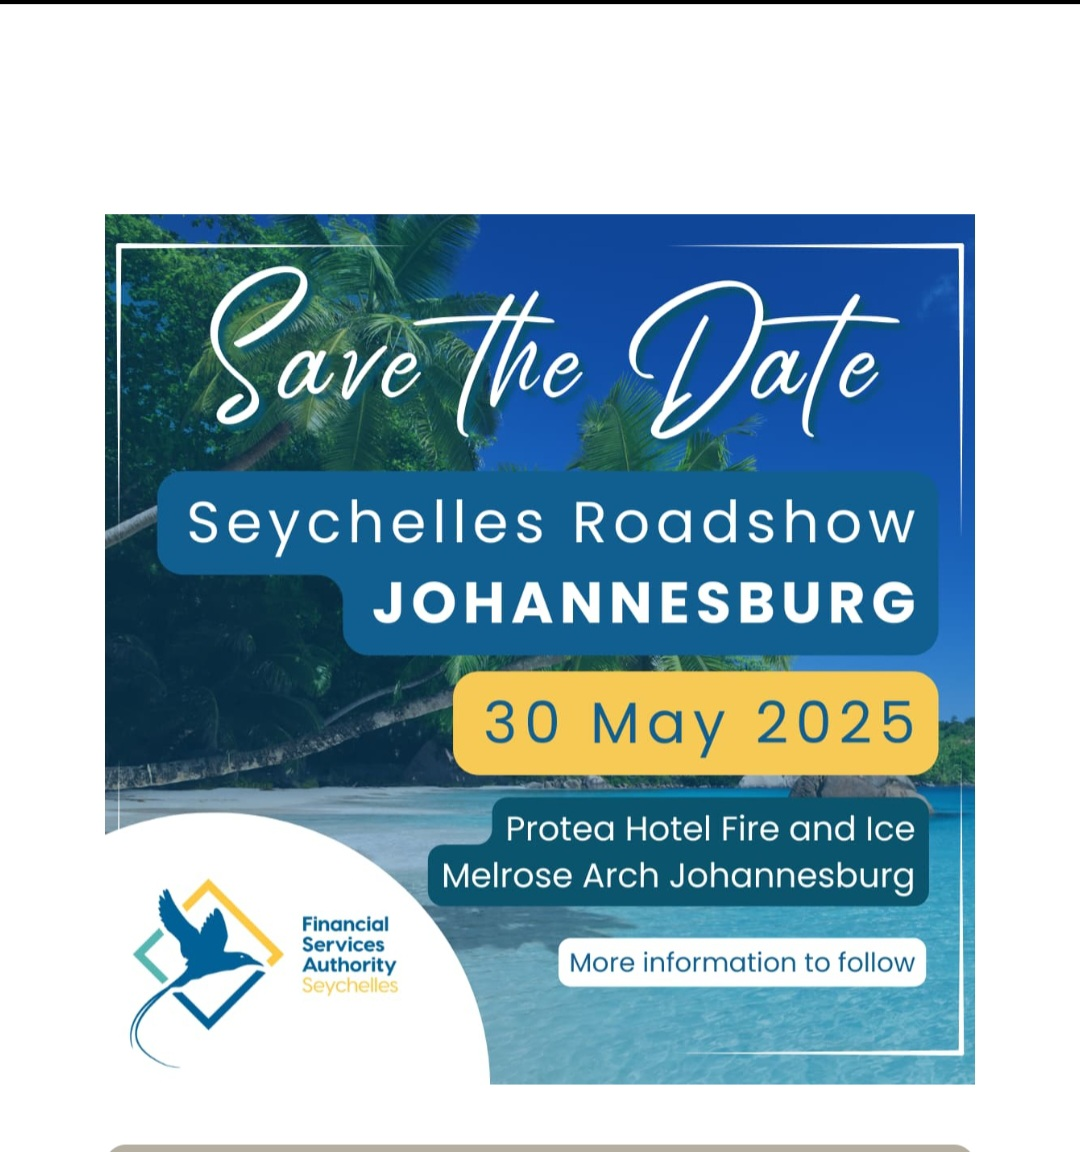 Save the Date
Seychelles Roadshow
JOHANNESBURG
30 May 2025
Protea Hotel Fire and Ice
Melrose Arch Johannesburg
More information to follow
Financial
Services
Authority
Seychelles